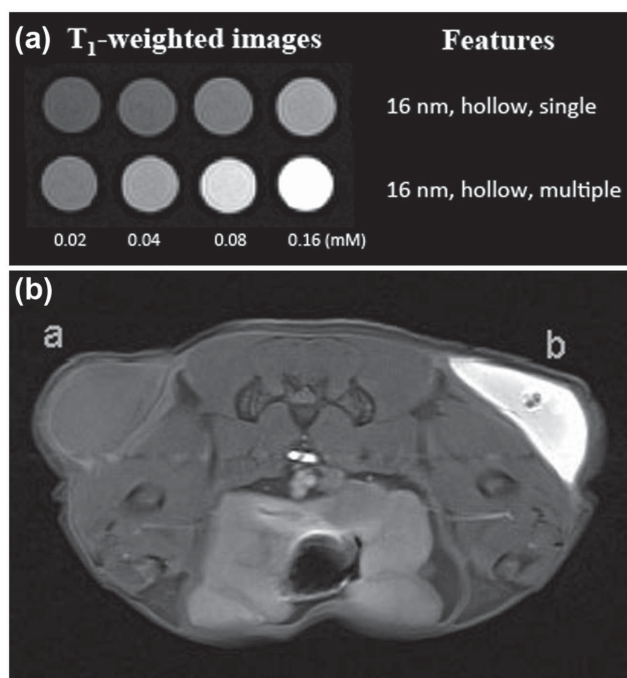 (a) T₁-weighted images Features
16 nm, hollow, single
16 nm, hollow, multiple
0.02 0.04 0.08 0.16 (mM)
(b)
a b